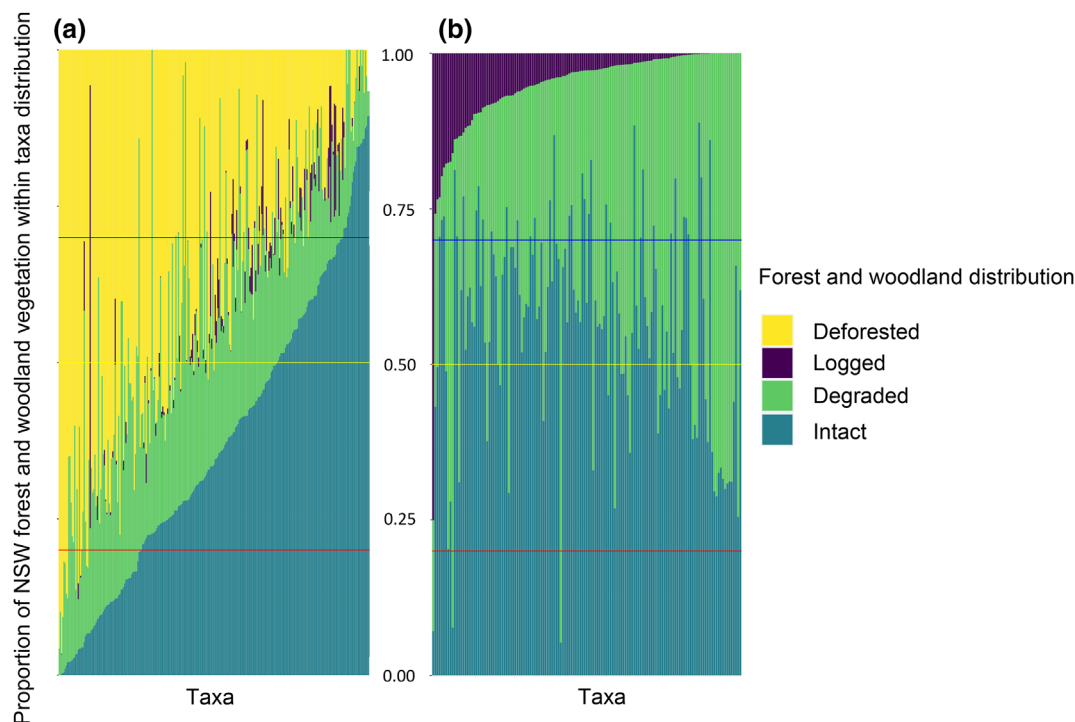 (a)
(b)
Proportion of NSW forest and woodland vegetation within taxa distribution
1.00
0.75
0.50
0.25
0.00
Taxa
Taxa
Forest and woodland distribution
Deforested
Logged
Degraded
Intact